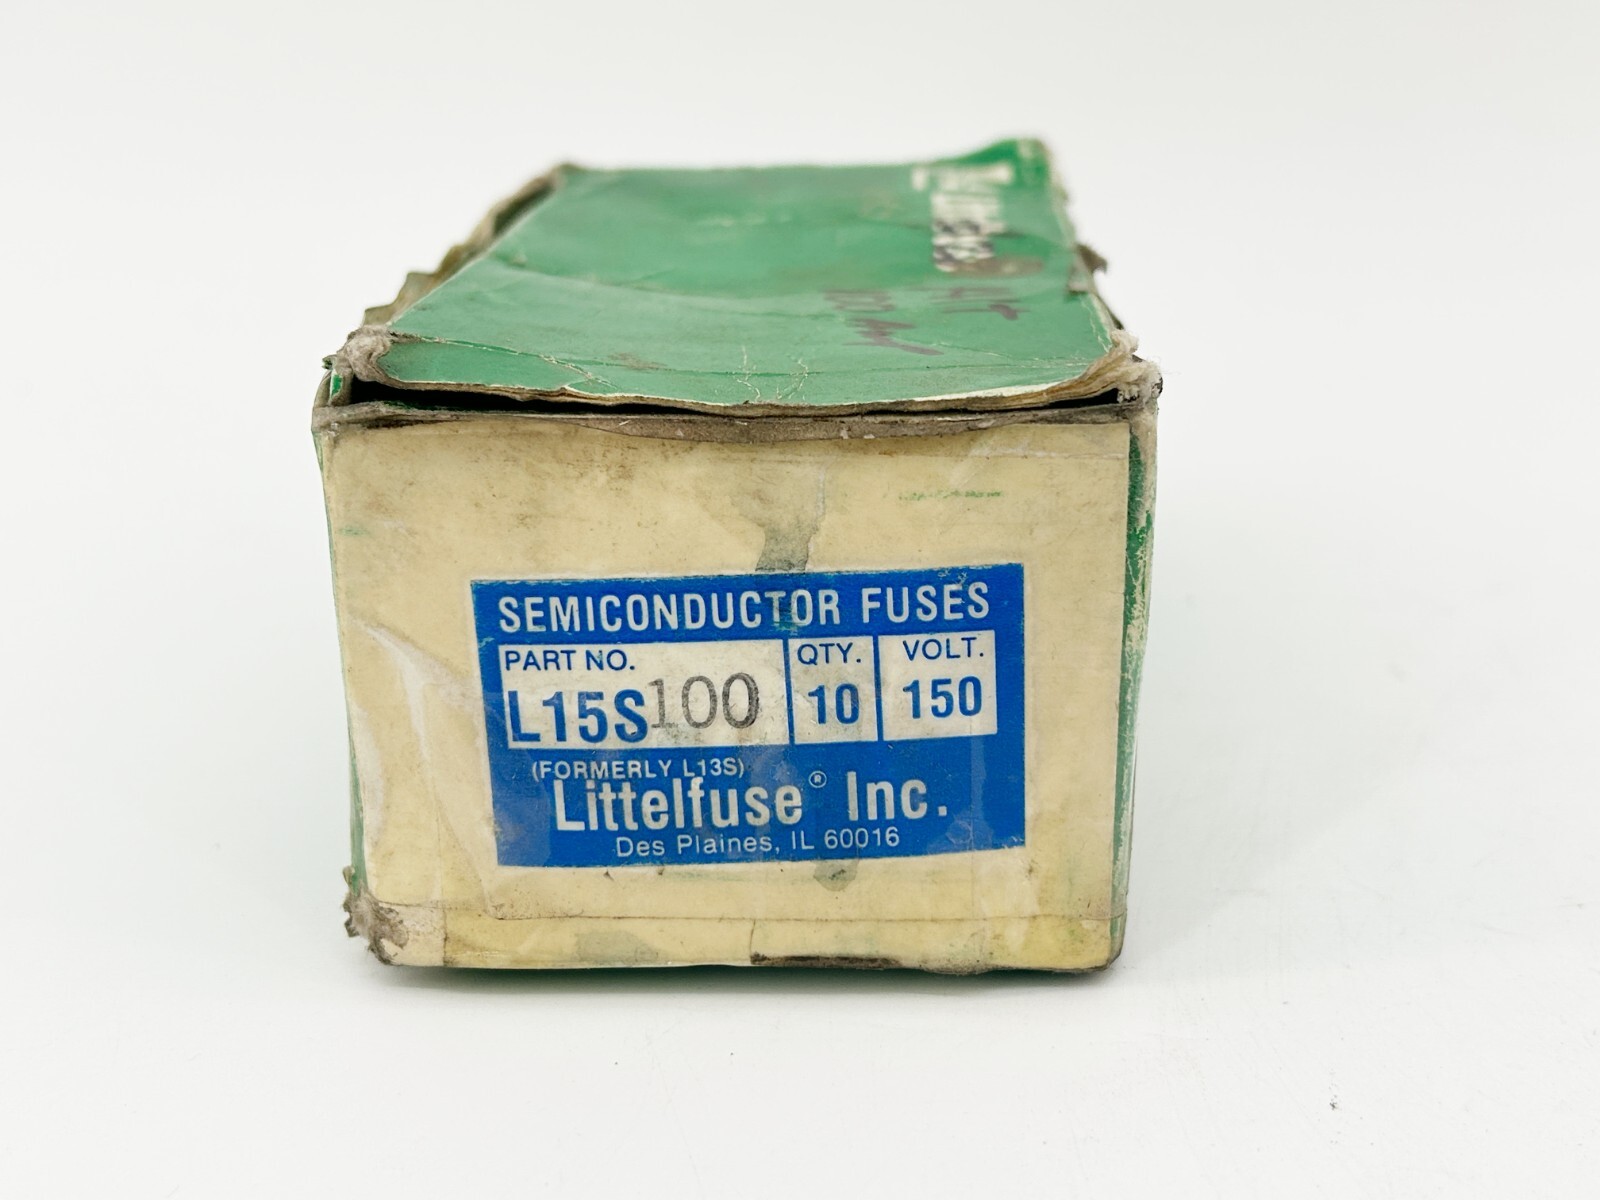 SEMICONDUCTOR FUSES
PART NO. QTY. VOLT.
L15S100 10 150
(FORMERLY L13S)
Littelfuse® Inc.
Des Plaines, IL 60016